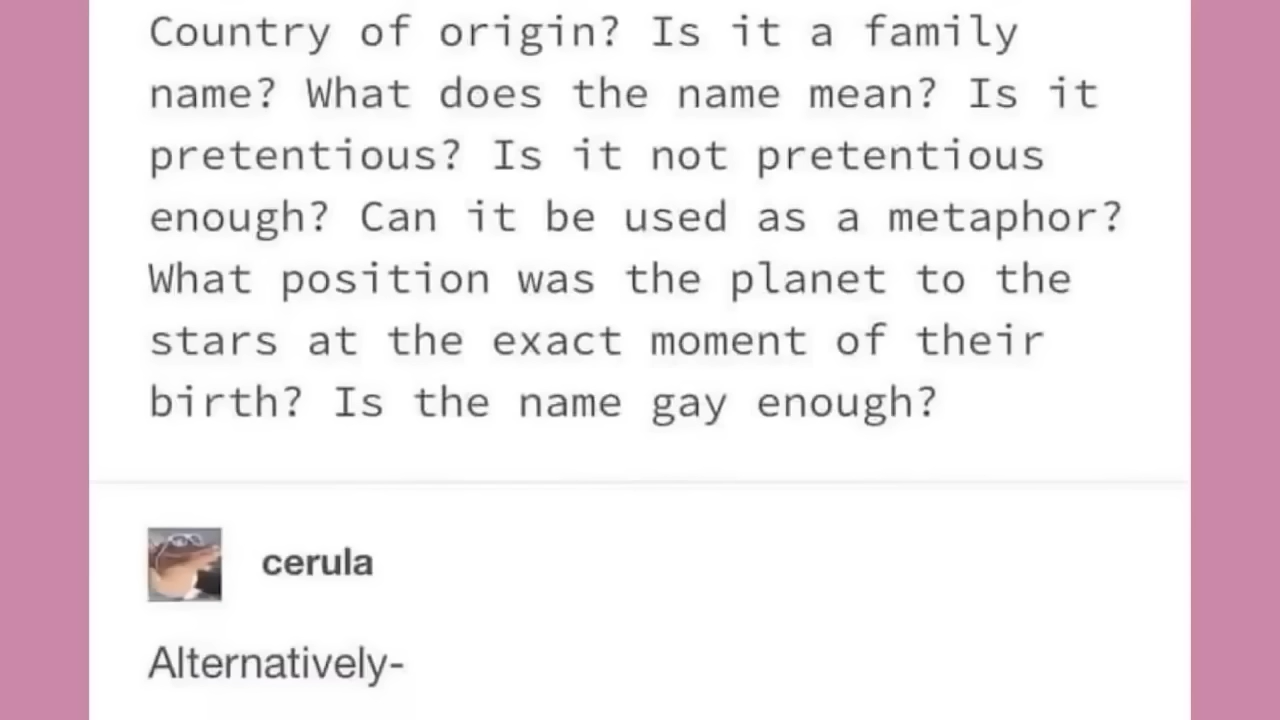 Country of origin? Is it a family
name? What does the name mean? Is it
pretentious? Is it not pretentious
enough? Can it be used as a metaphor?
What position was the planet to the
stars at the exact moment of their
birth? Is the name gay enough?
cerula
Alternatively-